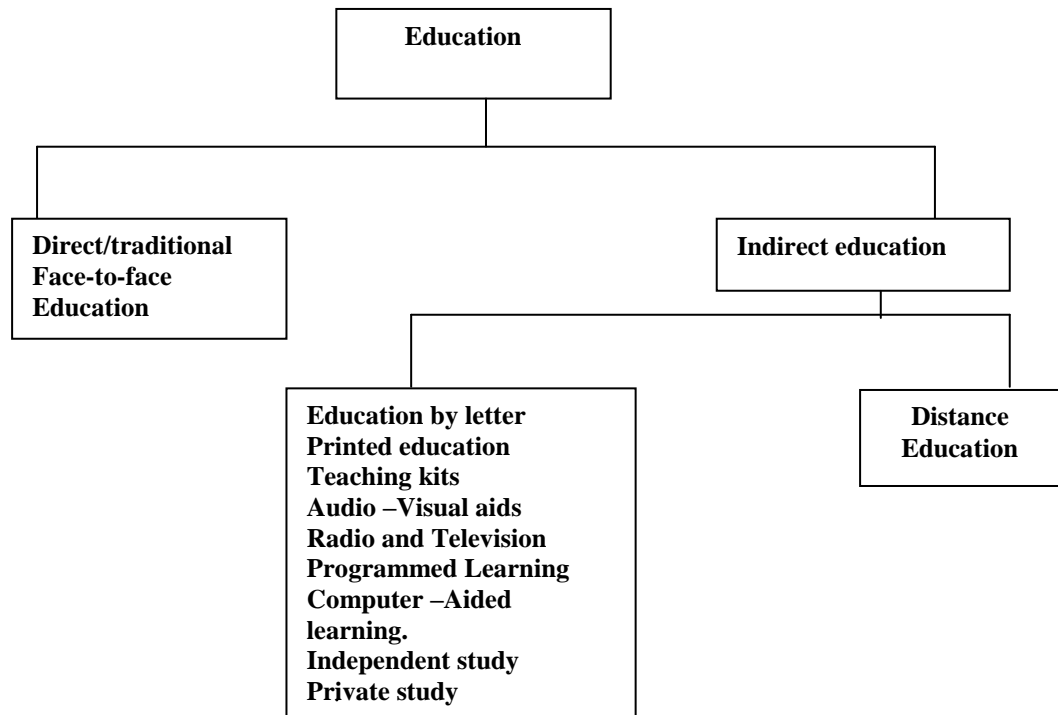 Education
Direct/traditional
Face-to-face
Education
Indirect education
Education by letter
Printed education
Teaching kits
Audio –Visual aids
Radio and Television
Programmed Learning
Computer –Aided
learning.
Independent study
Private study
Distance
Education